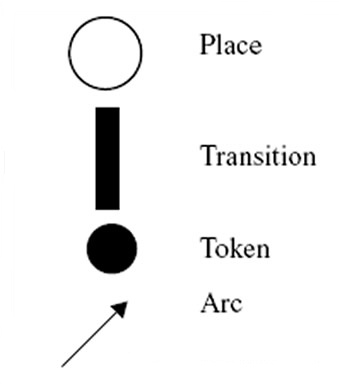 Place
Transition
Token
Arc